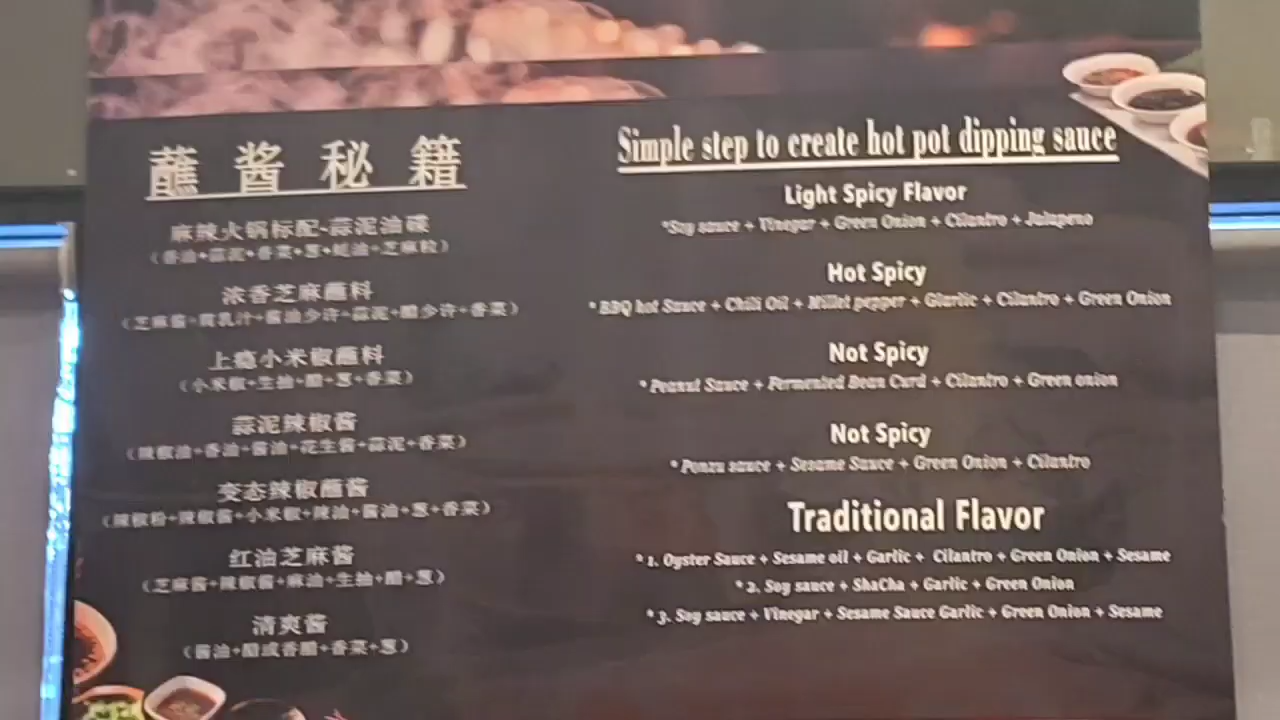 蘸酱秘籍
麻辣火锅标配-蒜泥油碟
(香油+蒜泥+香菜+葱+蚝油+芝麻粒)
浓香芝麻蘸料
(芝麻酱+腐乳汁+酱油少许+蒜泥+醋少许+香菜)
上瘾小米椒蘸料
(小米椒+生抽+醋+葱+香菜)
蒜泥辣椒酱
(辣椒油+香油+酱油+花生酱+蒜泥+香菜)
变态辣椒蘸酱
(辣椒粉+辣椒酱+小米椒+辣油+酱油+葱+香菜)
红油芝麻酱
(芝麻酱+辣椒酱+麻油+生抽+醋+葱)
清爽酱
(酱油+醋或香醋+香菜+葱)
Simple step to create hot pot dipping sauce
Light Spicy Flavor
*Soy sauce + Vinegar + Green Onion + Cilantro + Jalapeno
Hot Spicy
* BBQ hot Sauce + Chili Oil + Millet pepper + Glarlic + Cilantro + Green Onion
Not Spicy
* Peanut Sauce + Fermented Bean Curd + Cilantro + Green onion
Not Spicy
* Ponzu sauce + Sesame Sauce + Green Onion + Cilantro
Traditional Flavor
* 1. Oyster Sauce + Sesame oil + Garlic + Cilantro + Green Onion + Sesame
* 2. Soy sauce + ShaCha + Garlic + Green Onion
* 3. Soy sauce + Vinegar + Sesame Sauce Garlic + Green Onion + Sesame